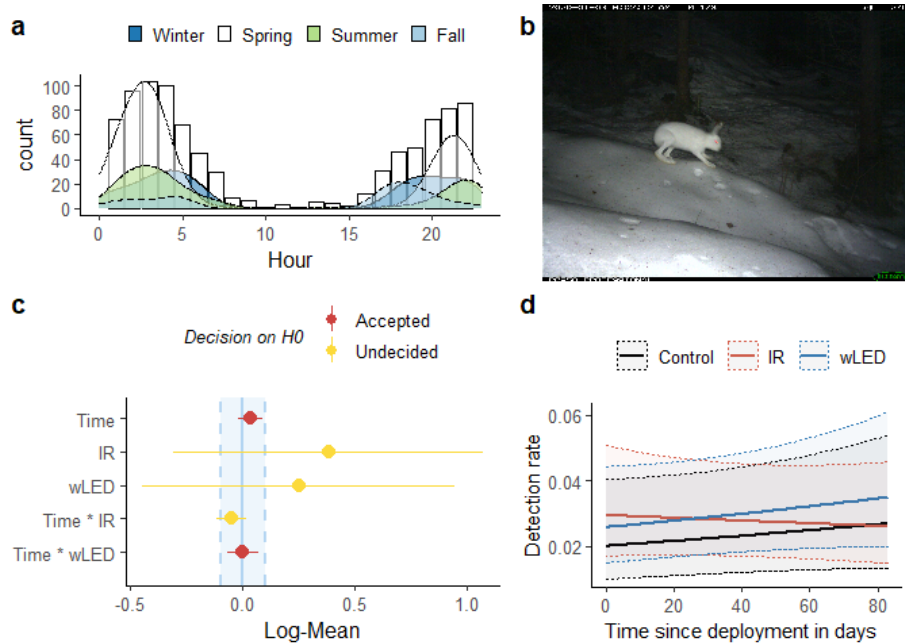 a
Winter Spring Summer Fall
count
100
80
60
40
20
0
0 5 10 15 20
Hour
b
c
Decision on H0
Accepted
Undecided
Time
IR
wLED
Time * IR
Time * wLED
-0.5 0.0 0.5 1.0
Log-Mean
d
Control IR wLED
Detection rate
0.06
0.04
0.02
0 20 40 60 80
Time since deployment in days